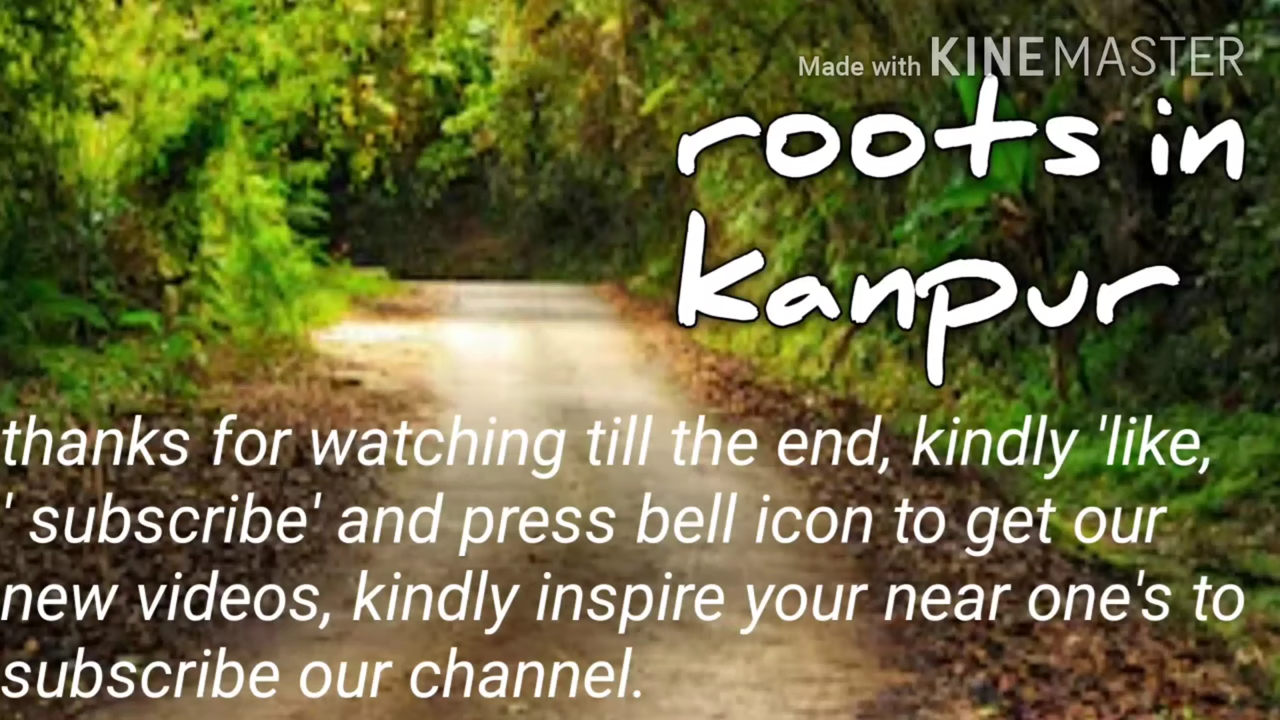 Made with KINEMASTER
roots in
kanpur
thanks for watching till the end, kindly 'like,
' subscribe' and press bell icon to get our
new videos, kindly inspire your near one's to
subscribe our channel.